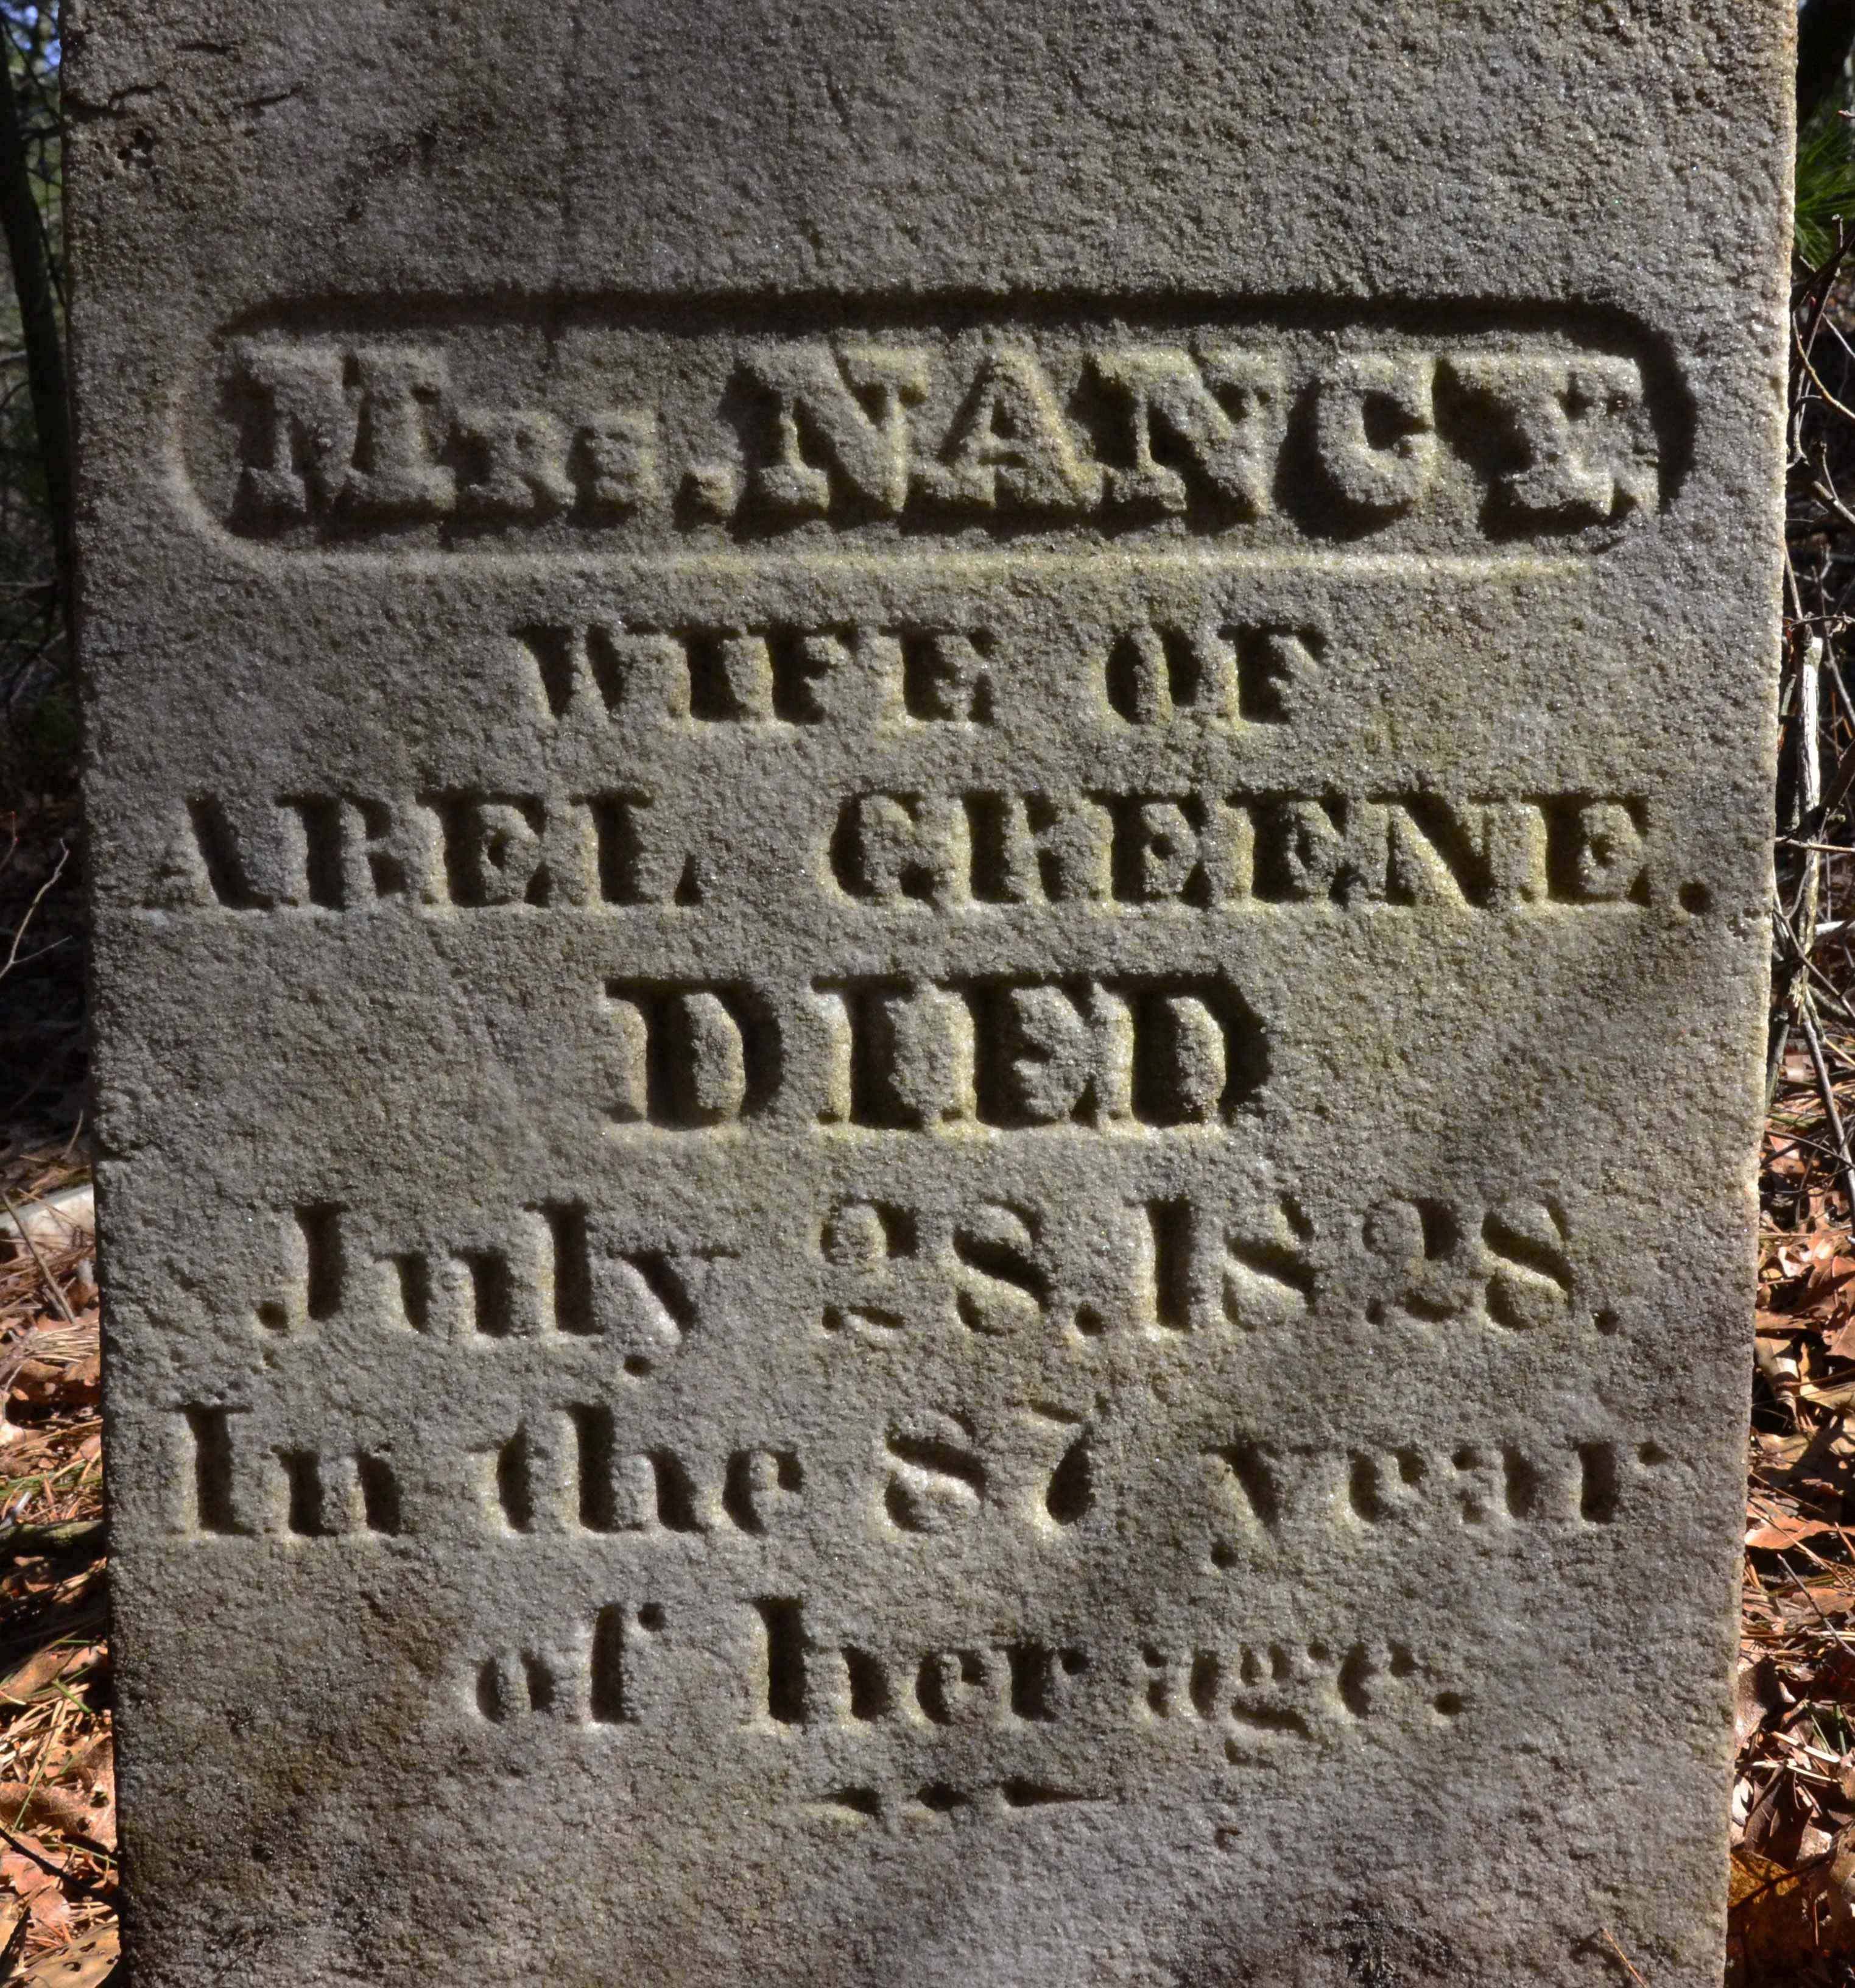 Mrs. NANCY
WIFE OF
ABEL GREENE.
DIED
July 28. 1828.
In the 87 year
of her age.